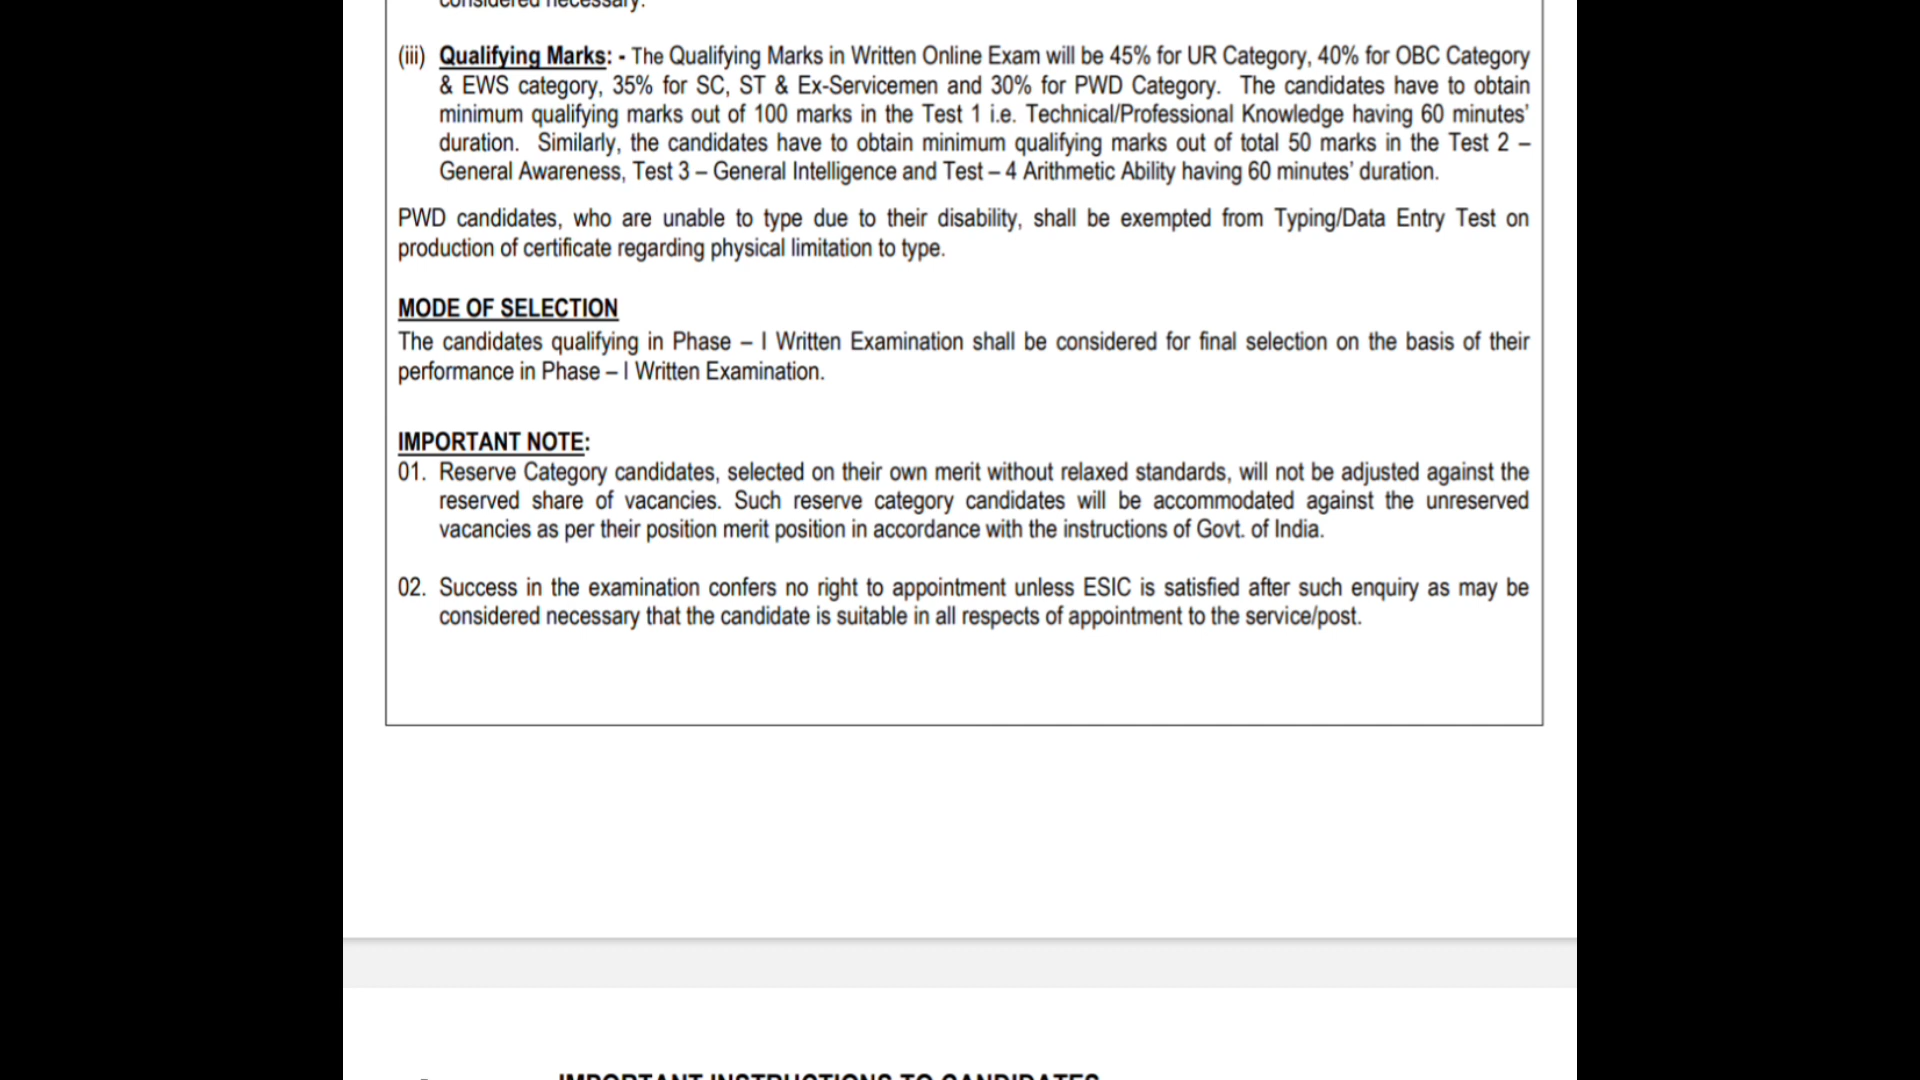 considered necessary.
(iii) Qualifying Marks: - The Qualifying Marks in Written Online Exam will be 45% for UR Category, 40% for OBC Category
& EWS category, 35% for SC, ST & Ex-Servicemen and 30% for PWD Category. The candidates have to obtain
minimum qualifying marks out of 100 marks in the Test 1 i.e. Technical/Professional Knowledge having 60 minutes’
duration. Similarly, the candidates have to obtain minimum qualifying marks out of total 50 marks in the Test 2 –
General Awareness, Test 3 – General Intelligence and Test – 4 Arithmetic Ability having 60 minutes’ duration.
PWD candidates, who are unable to type due to their disability, shall be exempted from Typing/Data Entry Test on
production of certificate regarding physical limitation to type.
MODE OF SELECTION
The candidates qualifying in Phase – I Written Examination shall be considered for final selection on the basis of their
performance in Phase – I Written Examination.
IMPORTANT NOTE:
01. Reserve Category candidates, selected on their own merit without relaxed standards, will not be adjusted against the
reserved share of vacancies. Such reserve category candidates will be accommodated against the unreserved
vacancies as per their position merit position in accordance with the instructions of Govt. of India.
02. Success in the examination confers no right to appointment unless ESIC is satisfied after such enquiry as may be
considered necessary that the candidate is suitable in all respects of appointment to the service/post.
IMPORTANT INSTRUCTIONS TO CANDIDATES